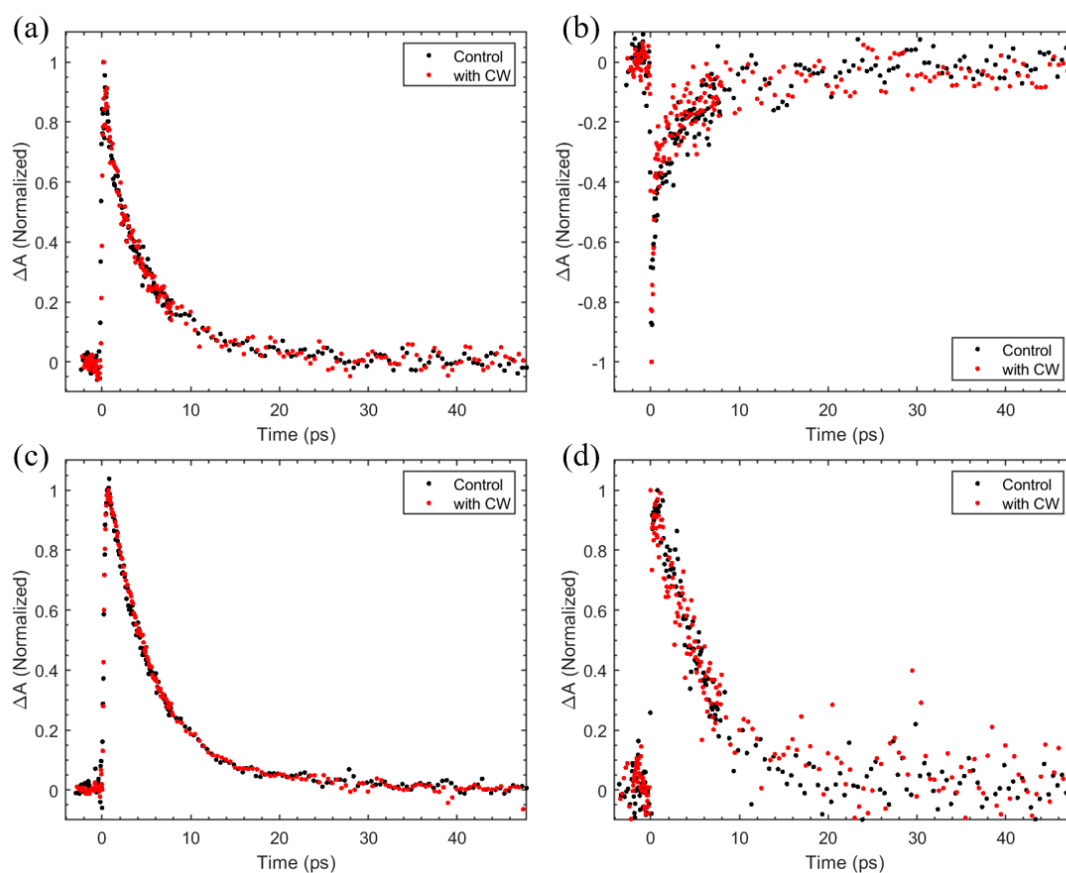 (a)
Control
with CW
1
0.8
0.6
0.4
0.2
0
ΔA (Normalized)
0 10 20 30 40
Time (ps)
(b)
0
-0.2
-0.4
-0.6
-0.8
-1
ΔA (Normalized)
Control
with CW
0 10 20 30 40
Time (ps)
(c)
Control
with CW
1
0.8
0.6
0.4
0.2
0
ΔA (Normalized)
0 10 20 30 40
Time (ps)
(d)
Control
with CW
1
0.8
0.6
0.4
0.2
0
ΔA (Normalized)
0 10 20 30 40
Time (ps)